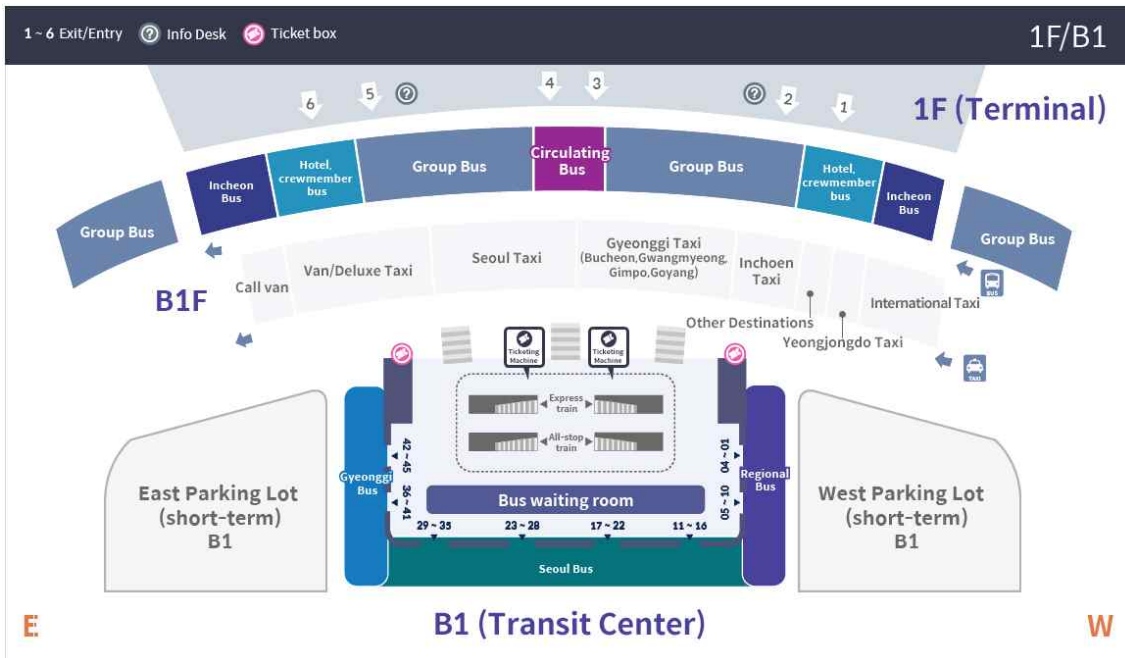 1 ~ 6 Exit/Entry
Info Desk
Ticket box
1F/B1
6
5
4
3
2
1
1F (Terminal)
Group Bus
Incheon
Bus
Hotel,
crewmember
bus
Group Bus
Circulating
Bus
Group Bus
Hotel,
crewmember
bus
Incheon
Bus
Group Bus
BUS
B1F
Call van
Van/Deluxe Taxi
Seoul Taxi
Gyeonggi Taxi
(Bucheon,Gwangmyeong,
Gimpo,Goyang)
Inchoen
Taxi
Other Destinations
Yeongjongdo Taxi
International Taxi
TAXI
Ticketing
Machine
Ticketing
Machine
Express
train
All-stop
train
42 ~ 45
36 ~ 41
04 ~ 01
05 ~ 10
Gyeonggi
Bus
Regional
Bus
Bus waiting room
29 ~ 35
23 ~ 28
17 ~ 22
11 ~ 16
Seoul Bus
East Parking Lot
(short-term)
B1
West Parking Lot
(short-term)
B1
E
B1 (Transit Center)
W